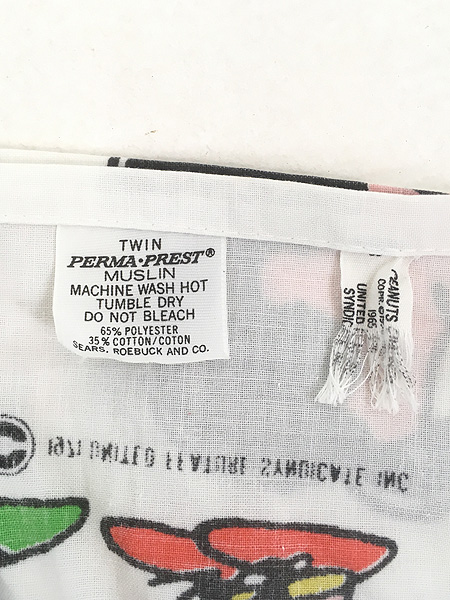 TWIN
PERMA·PREST®
MUSLIN
MACHINE WASH HOT
TUMBLE DRY
DO NOT BLEACH
65% POLYESTER
35% COTTON/COTON
SEARS, ROEBUCK AND CO.
PEANUTS
1965
UNITED
© 1971 UNITED FEATURE SYNDICATE INC